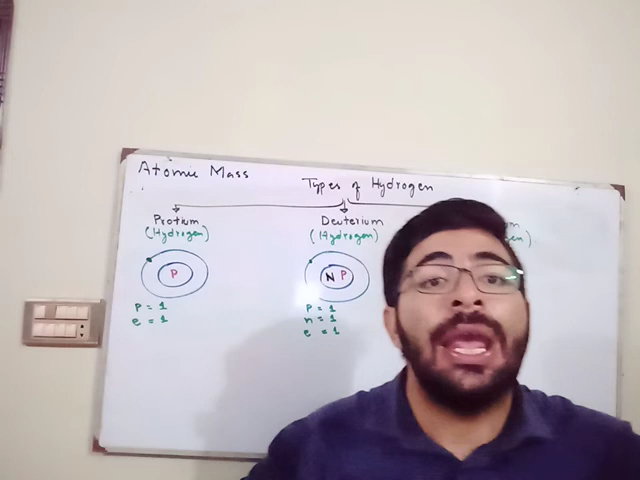 Atomic Mass
Types of Hydrogen
Protium
(Hydrogen)
P
P = 1
e = 1
Deuterium
(Hydrogen)
N P
P = 1
n = 1
e = 1